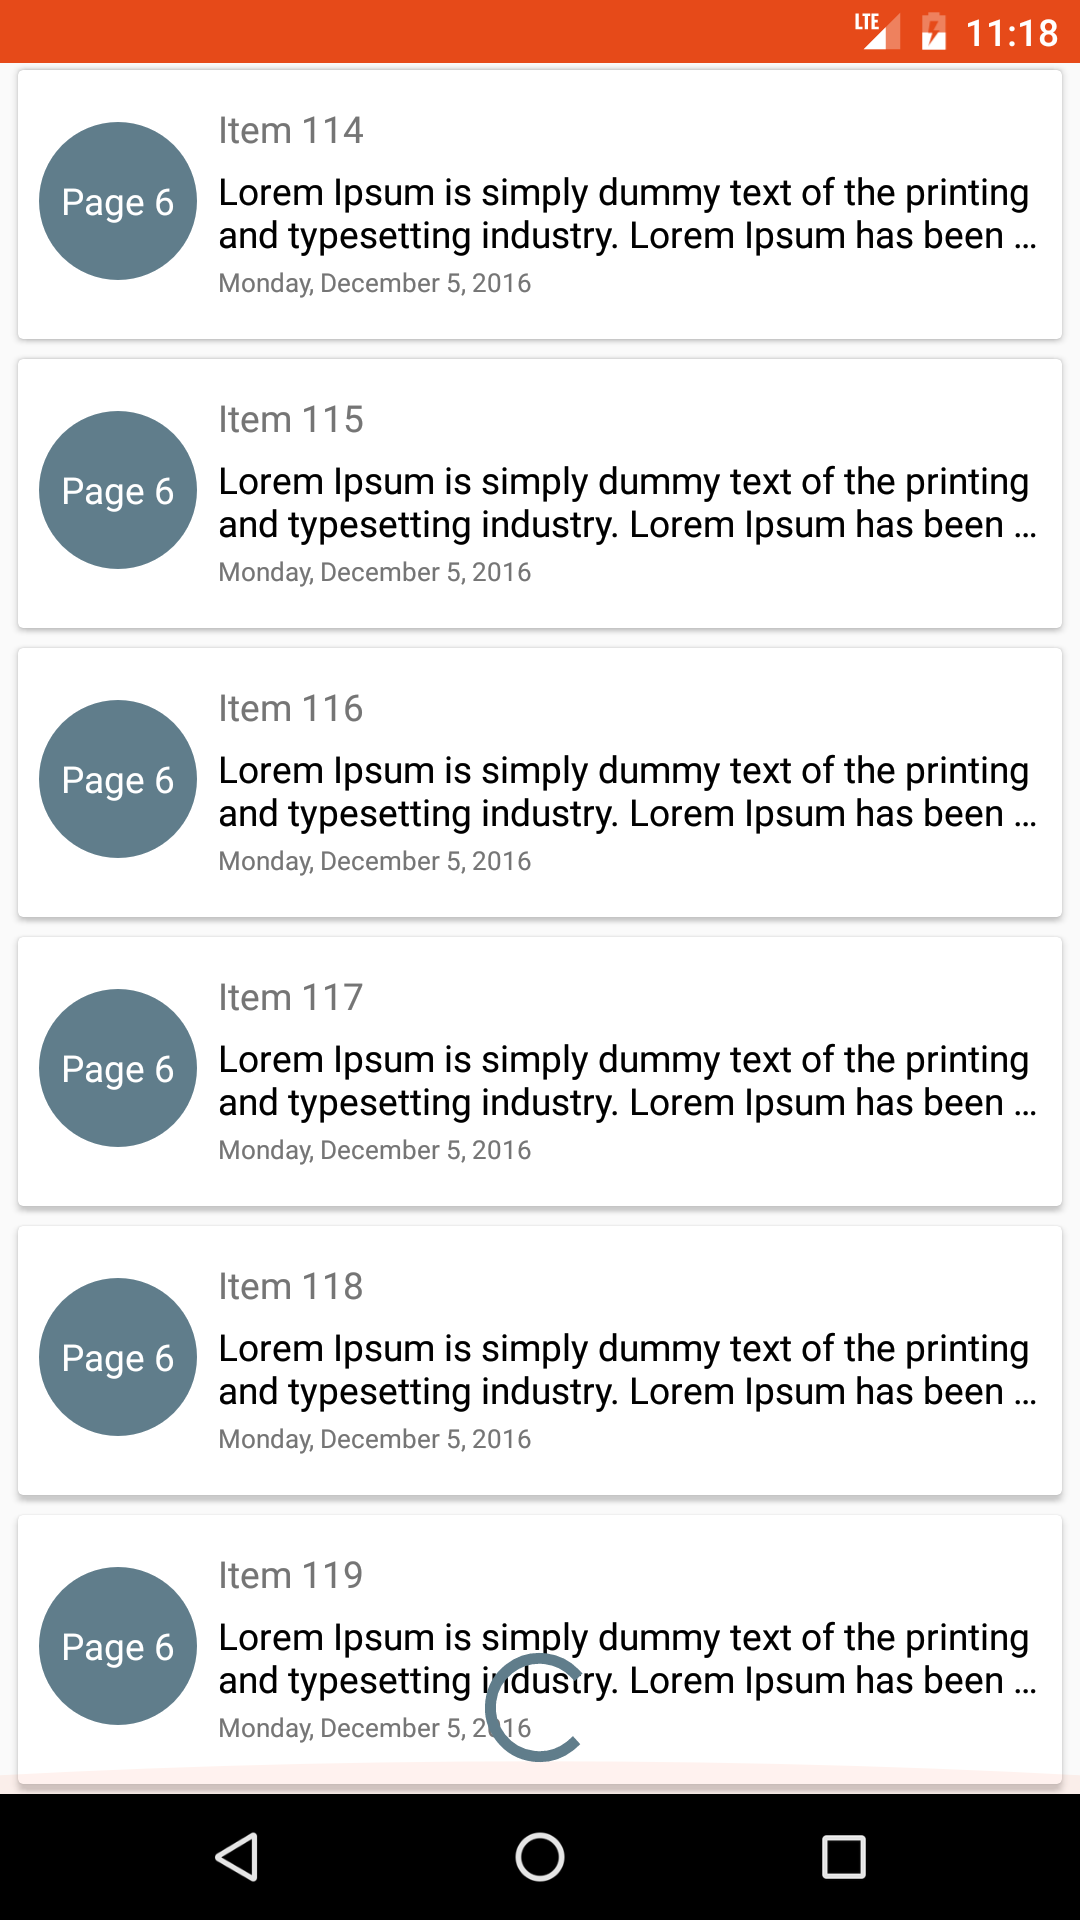 LTE 11:18
Item 114
Page 6
Lorem Ipsum is simply dummy text of the printing
and typesetting industry. Lorem Ipsum has been ...
Monday, December 5, 2016
Item 115
Page 6
Lorem Ipsum is simply dummy text of the printing
and typesetting industry. Lorem Ipsum has been ...
Monday, December 5, 2016
Item 116
Page 6
Lorem Ipsum is simply dummy text of the printing
and typesetting industry. Lorem Ipsum has been ...
Monday, December 5, 2016
Item 117
Page 6
Lorem Ipsum is simply dummy text of the printing
and typesetting industry. Lorem Ipsum has been ...
Monday, December 5, 2016
Item 118
Page 6
Lorem Ipsum is simply dummy text of the printing
and typesetting industry. Lorem Ipsum has been ...
Monday, December 5, 2016
Item 119
Page 6
Lorem Ipsum is simply dummy text of the printing
and typesetting industry. Lorem Ipsum has been ...
Monday, December 5, 2016